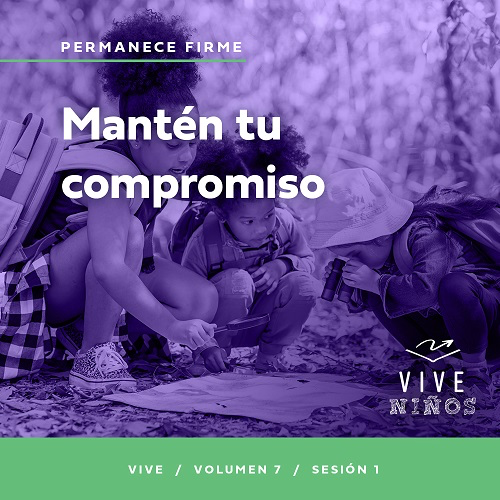 PERMANECE FIRME
Mantén tu
compromiso
VIVE
NIÑOS
VIVE / VOLUMEN 7 / SESIÓN 1